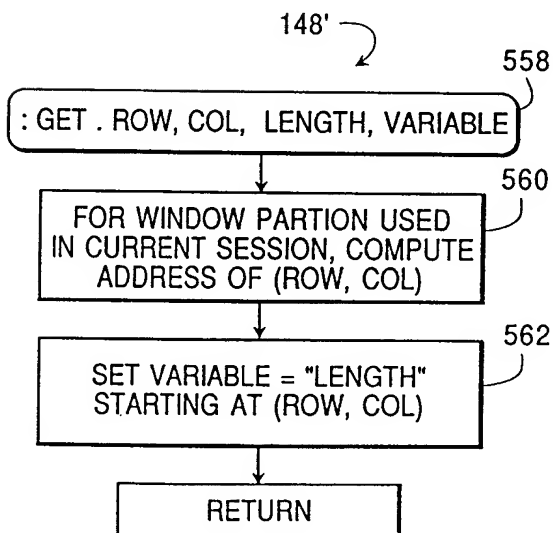 148'
558
: GET . ROW, COL, LENGTH, VARIABLE
560
FOR WINDOW PARTION USED
IN CURRENT SESSION, COMPUTE
ADDRESS OF (ROW, COL)
562
SET VARIABLE = "LENGTH"
STARTING AT (ROW, COL)
RETURN